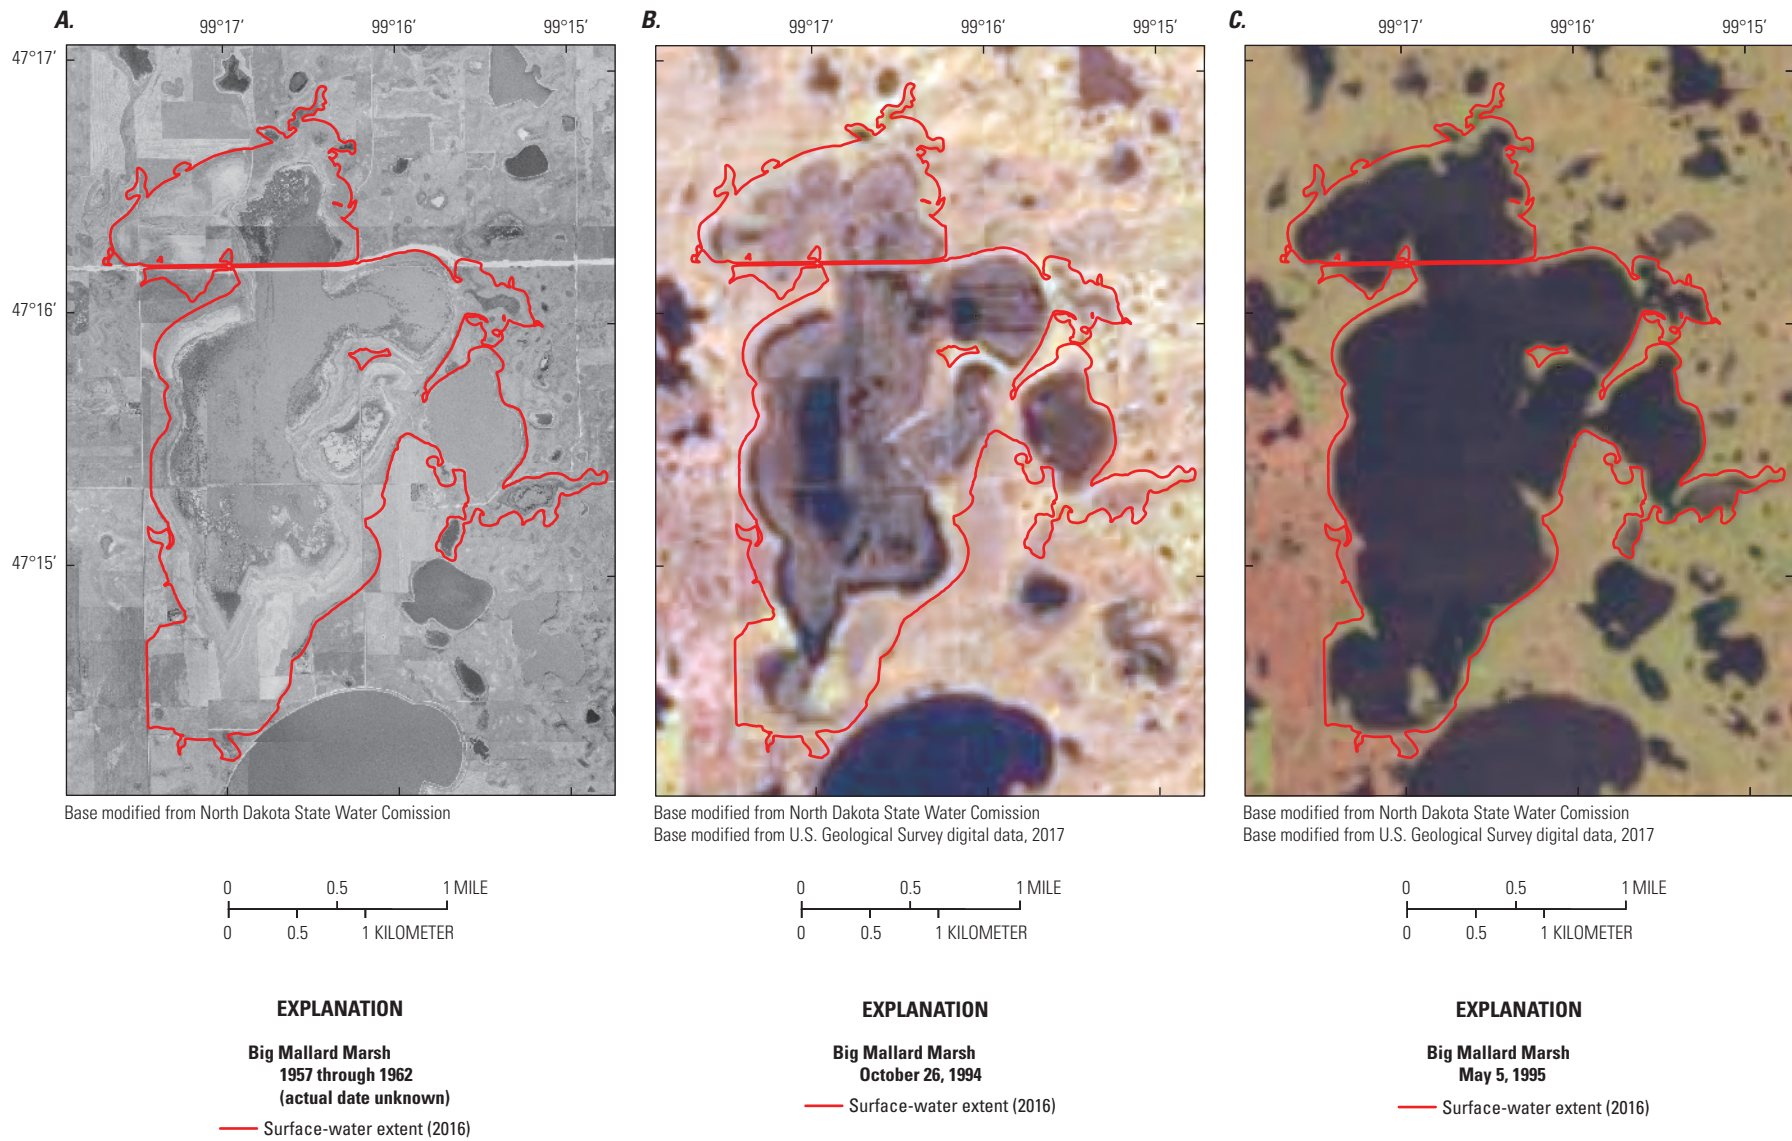 A.
99°17′ 99°16′ 99°15′
47°17′
47°16′
47°15′
Base modified from North Dakota State Water Comission
0 0.5 1 MILE
0 0.5 1 KILOMETER
EXPLANATION
Big Mallard Marsh
1957 through 1962
(actual date unknown)
Surface-water extent (2016)
B.
99°17′ 99°16′ 99°15′
Base modified from North Dakota State Water Comission
Base modified from U.S. Geological Survey digital data, 2017
0 0.5 1 MILE
0 0.5 1 KILOMETER
EXPLANATION
Big Mallard Marsh
October 26, 1994
Surface-water extent (2016)
C.
99°17′ 99°16′ 99°15′
Base modified from North Dakota State Water Comission
Base modified from U.S. Geological Survey digital data, 2017
0 0.5 1 MILE
0 0.5 1 KILOMETER
EXPLANATION
Big Mallard Marsh
May 5, 1995
Surface-water extent (2016)